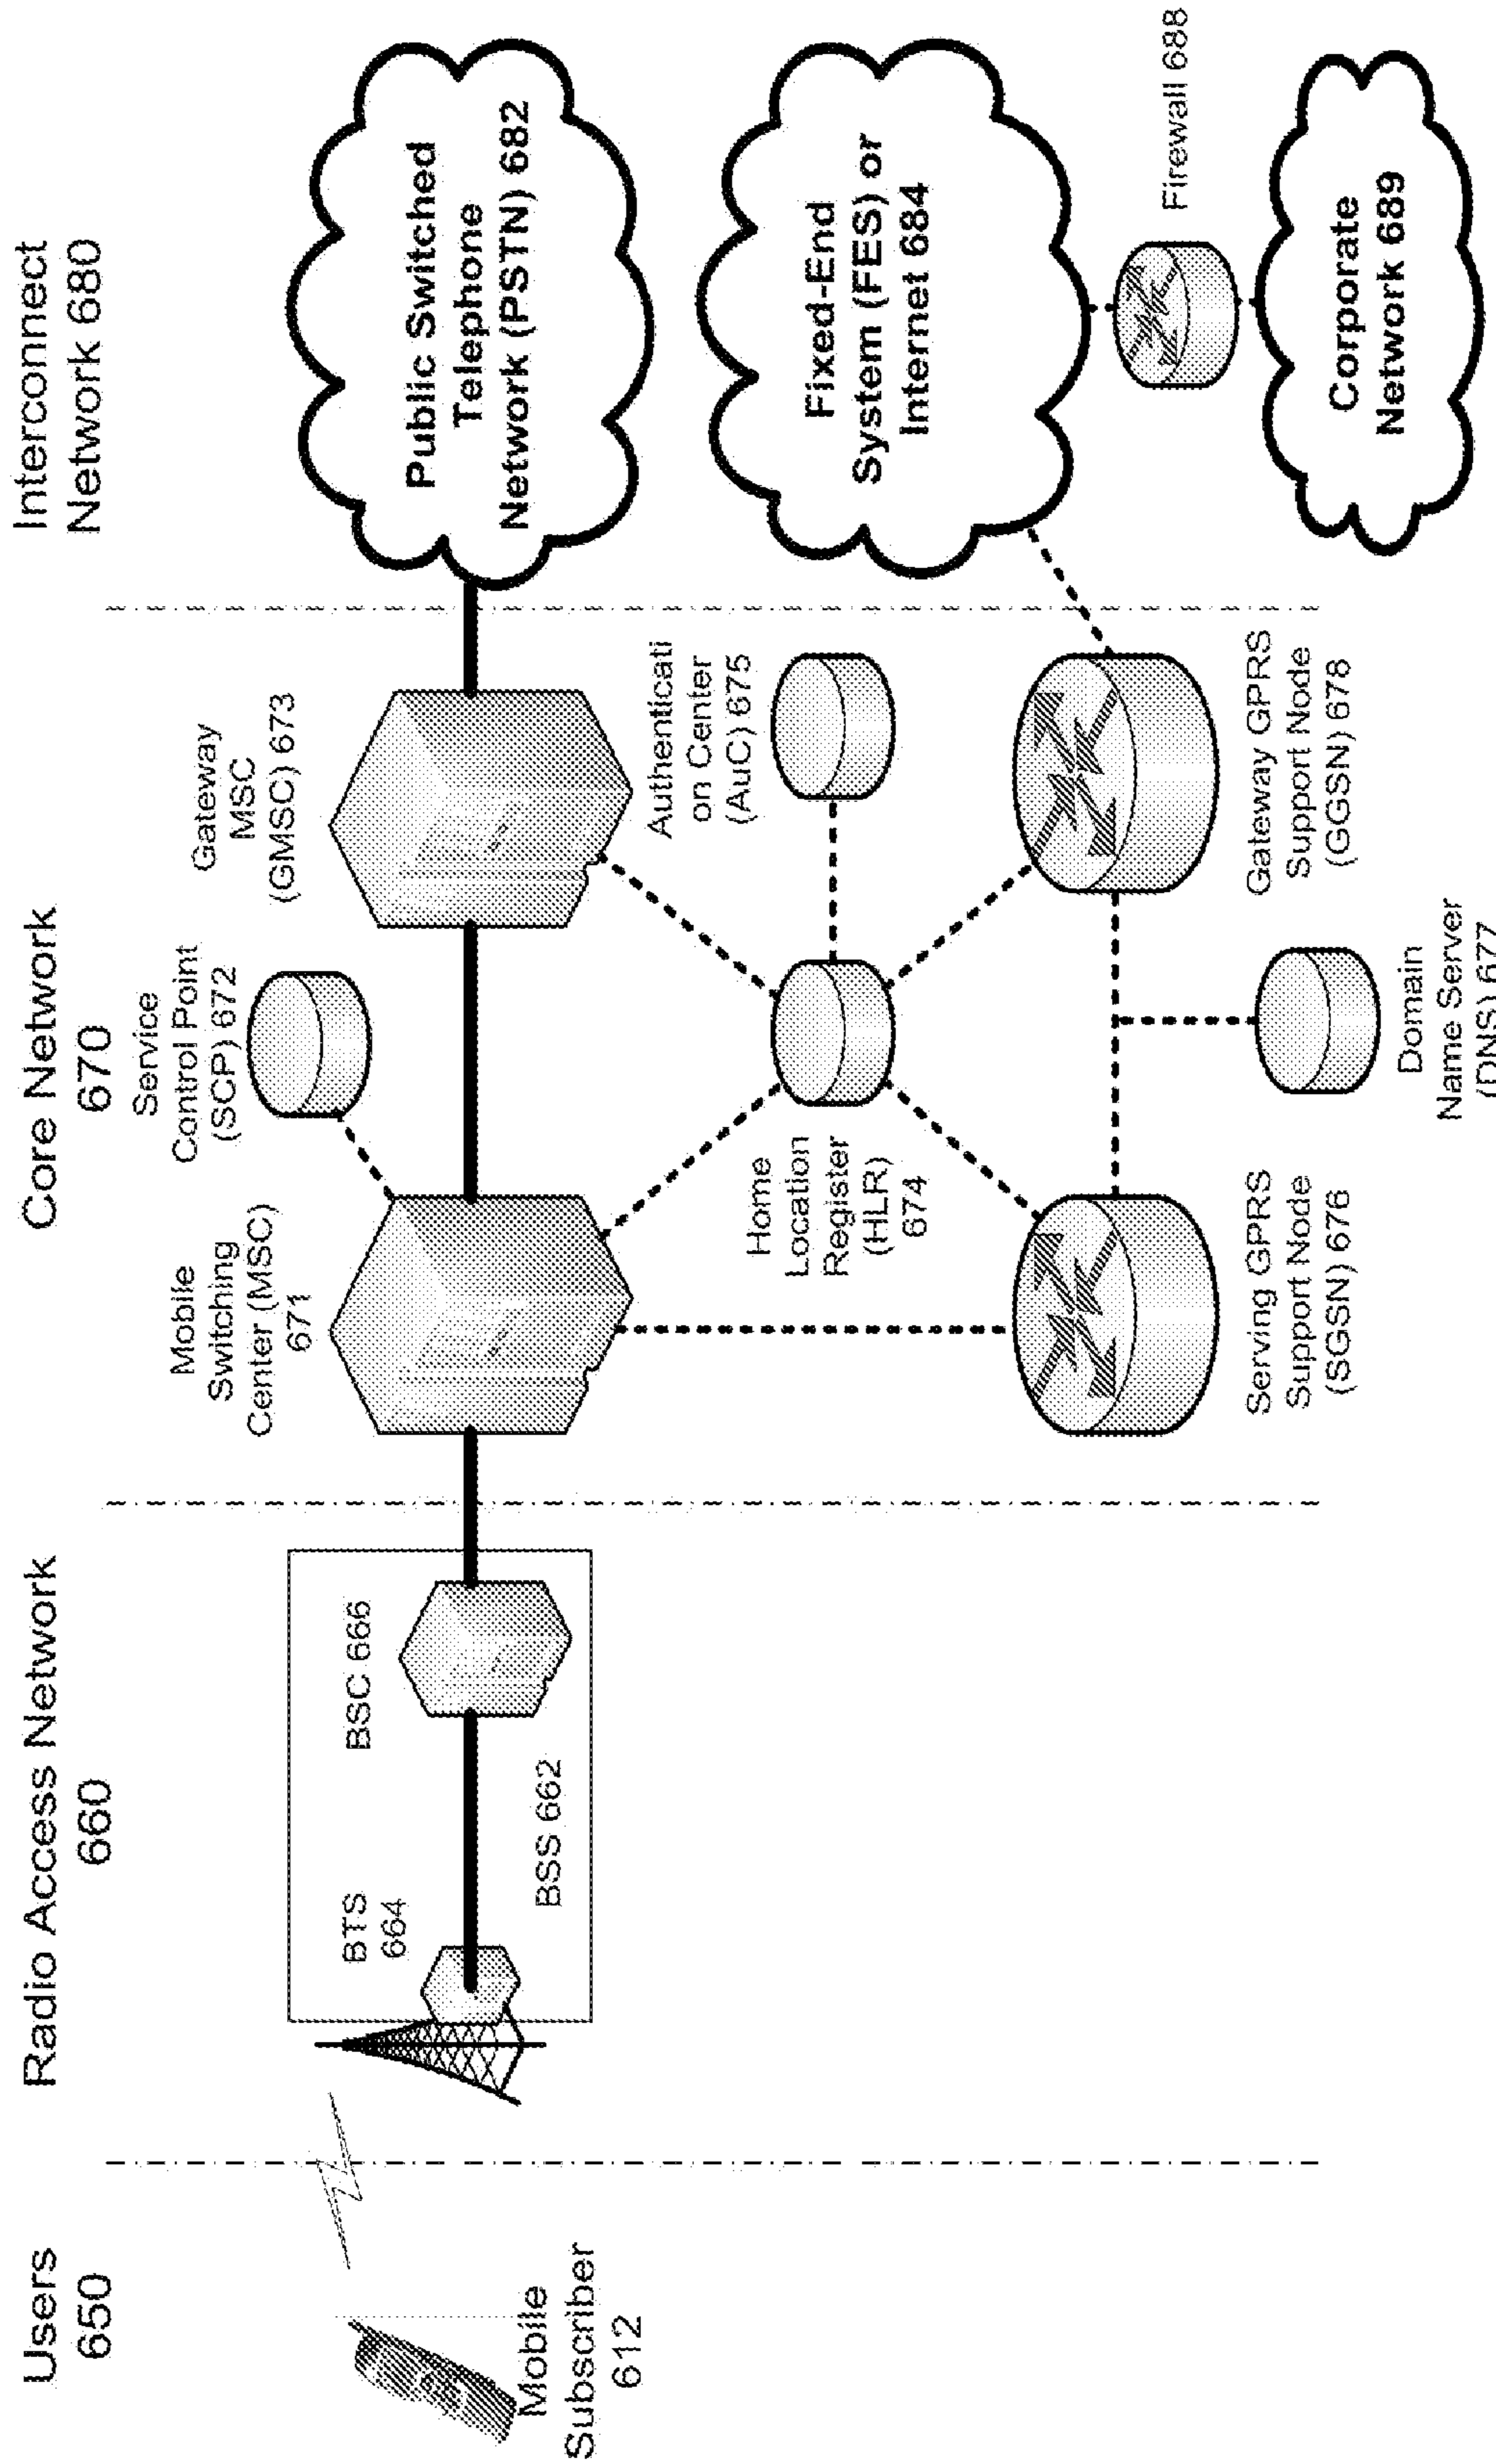 Users
650
Radio Access Network
660
Core Network
670
Interconnect
Network 680
Mobile
Subscriber
612
BTS
664
BSC 666
BSS 662
Mobile
Switching
Center (MSC)
671
Service
Control Point
(SCP) 672
Gateway
MSC
(GMSC) 673
Public Switched
Telephone
Network (PSTN) 682
Home
Location
Register
(HLR)
674
Authenticati
on Center
(AuC) 675
Fixed-End
System (FES) or
Internet 684
Serving GPRS
Support Node
(SGSN) 676
Gateway GPRS
Support Node
(GGSN) 678
Firewall 688
Domain
Name Server
(DNS) 677
Corporate
Network 689